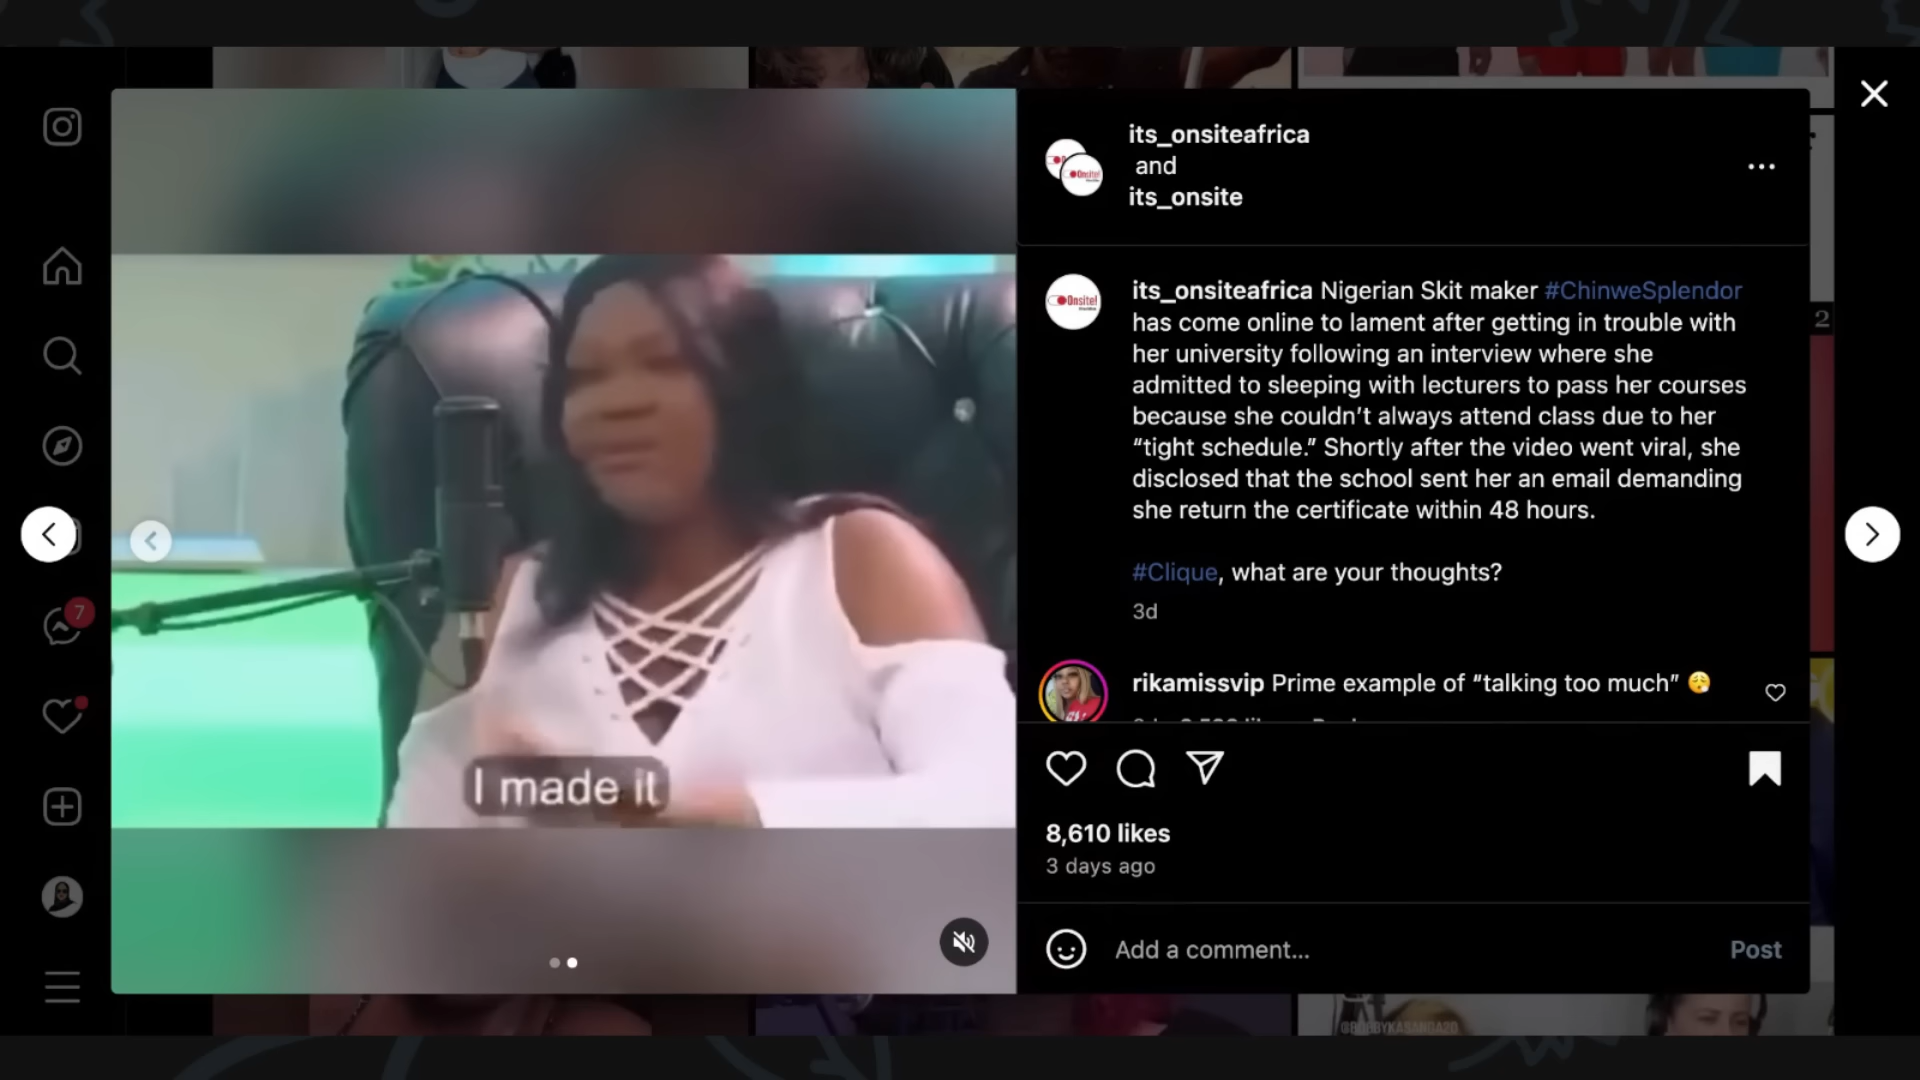 its_onsiteafrica
and
its_onsite
Onsite!
its_onsiteafrica Nigerian Skit maker #ChinweSplendor
has come online to lament after getting in trouble with
her university following an interview where she
admitted to sleeping with lecturers to pass her courses
because she couldn't always attend class due to her
“tight schedule.” Shortly after the video went viral, she
disclosed that the school sent her an email demanding
she return the certificate within 48 hours.
#Clique, what are your thoughts?
3d
rikamissvip Prime example of “talking too much” 😮‍💨
7
I made it
8,610 likes
3 days ago
Add a comment...
Post
2
@BOBBYKASANGA20